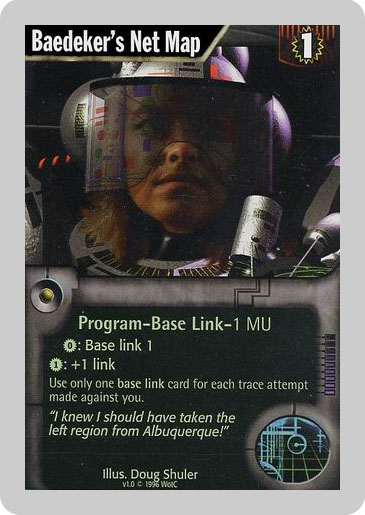 Baedeker's Net Map
1
Program-Base Link-1 MU
0: Base link 1
1: +1 link
Use only one base link card for each trace attempt
made against you.
"I knew I should have taken the
left region from Albuquerque!"
Illus. Doug Shuler
v1.0 © 1996 WotC